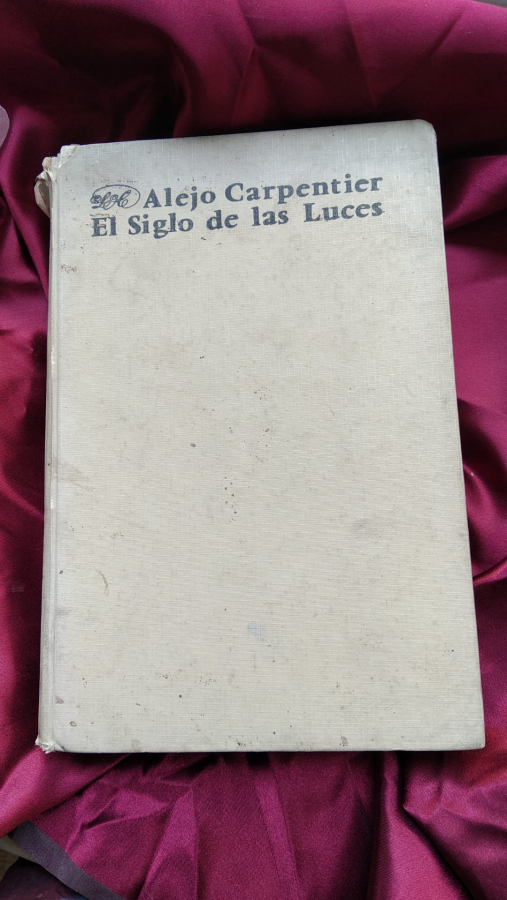 Alejo Carpentier
El Siglo de las Luces